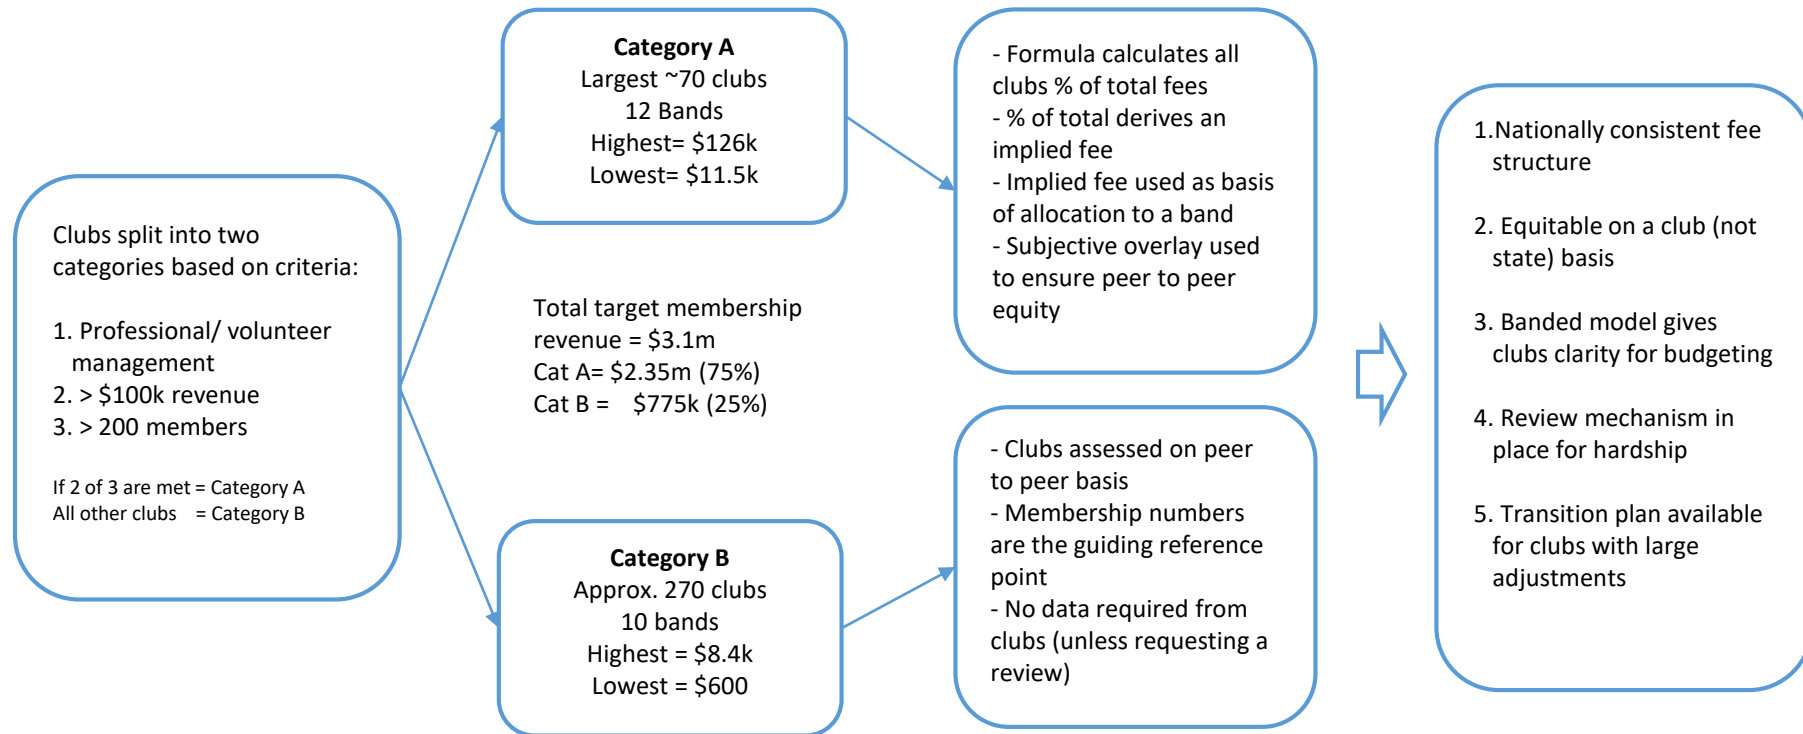 Clubs split into two
categories based on criteria:
1. Professional/ volunteer
management
2. > $100k revenue
3. > 200 members
If 2 of 3 are met = Category A
All other clubs = Category B
Category A
Largest ~70 clubs
12 Bands
Highest= $126k
Lowest= $11.5k
Total target membership
revenue = $3.1m
Cat A= $2.35m (75%)
Cat B = $775k (25%)
Category B
Approx. 270 clubs
10 bands
Highest = $8.4k
Lowest = $600
- Formula calculates all
clubs % of total fees
- % of total derives an
implied fee
- Implied fee used as basis
of allocation to a band
- Subjective overlay used
to ensure peer to peer
equity
- Clubs assessed on peer
to peer basis
- Membership numbers
are the guiding reference
point
- No data required from
clubs (unless requesting a
review)
1.Nationally consistent fee
structure
2. Equitable on a club (not
state) basis
3. Banded model gives
clubs clarity for budgeting
4. Review mechanism in
place for hardship
5. Transition plan available
for clubs with large
adjustments